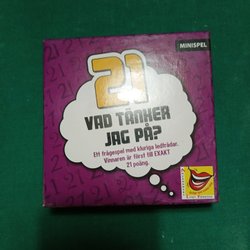 MINISPEL
21
VAD TÄNKER
JAG PÅ?
Ett frågespel med kluriga ledtrådar.
Vinnaren är först till EXAKT
21 poäng.